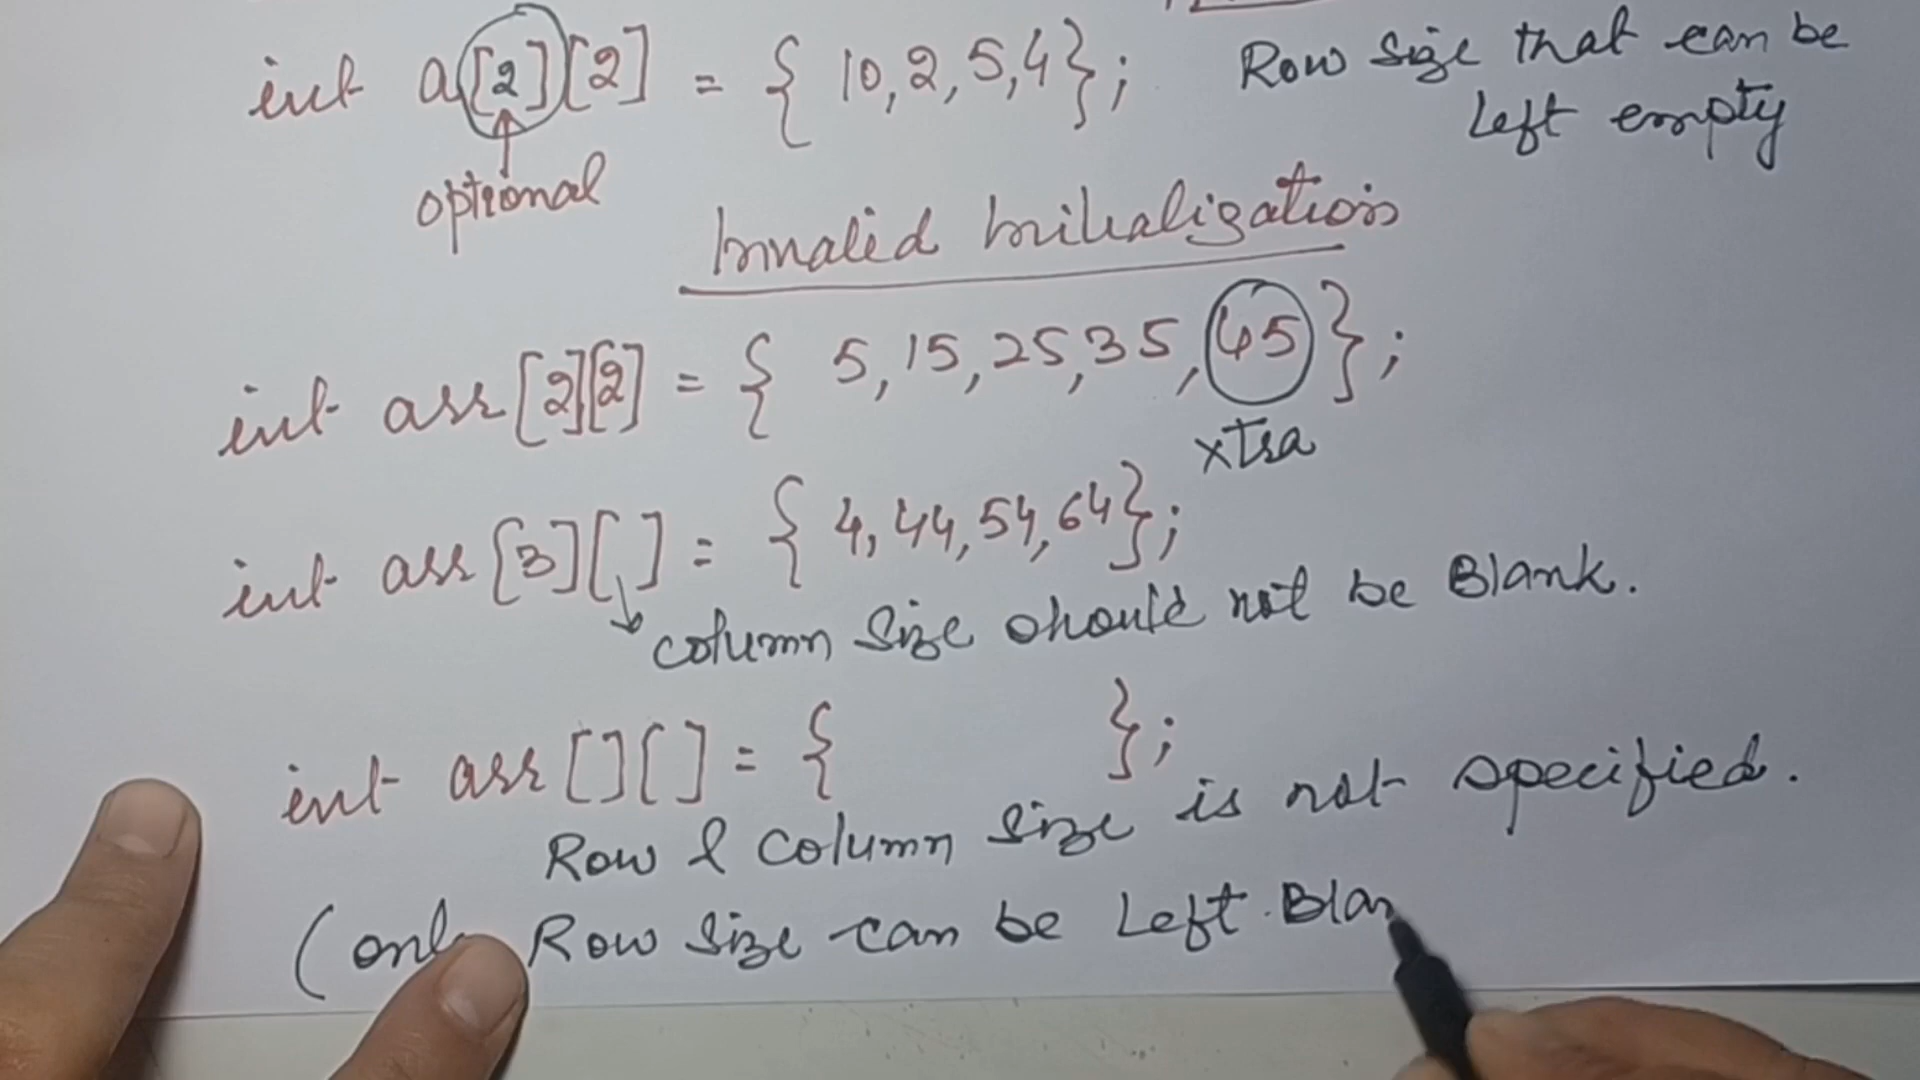 int a[2][2] = { 10,2,5,4};
Row Size that can be
Left empty
optional
Invalid Initialization
int arr[2][2] = { 5,15,25,35,45};
xtra
int arr[3][ ] = { 4,44,54,64};
column Size should not be Blank.
int arr[][] = { };
Row & Column Size is not specified.
(only Row Size can be Left Blan